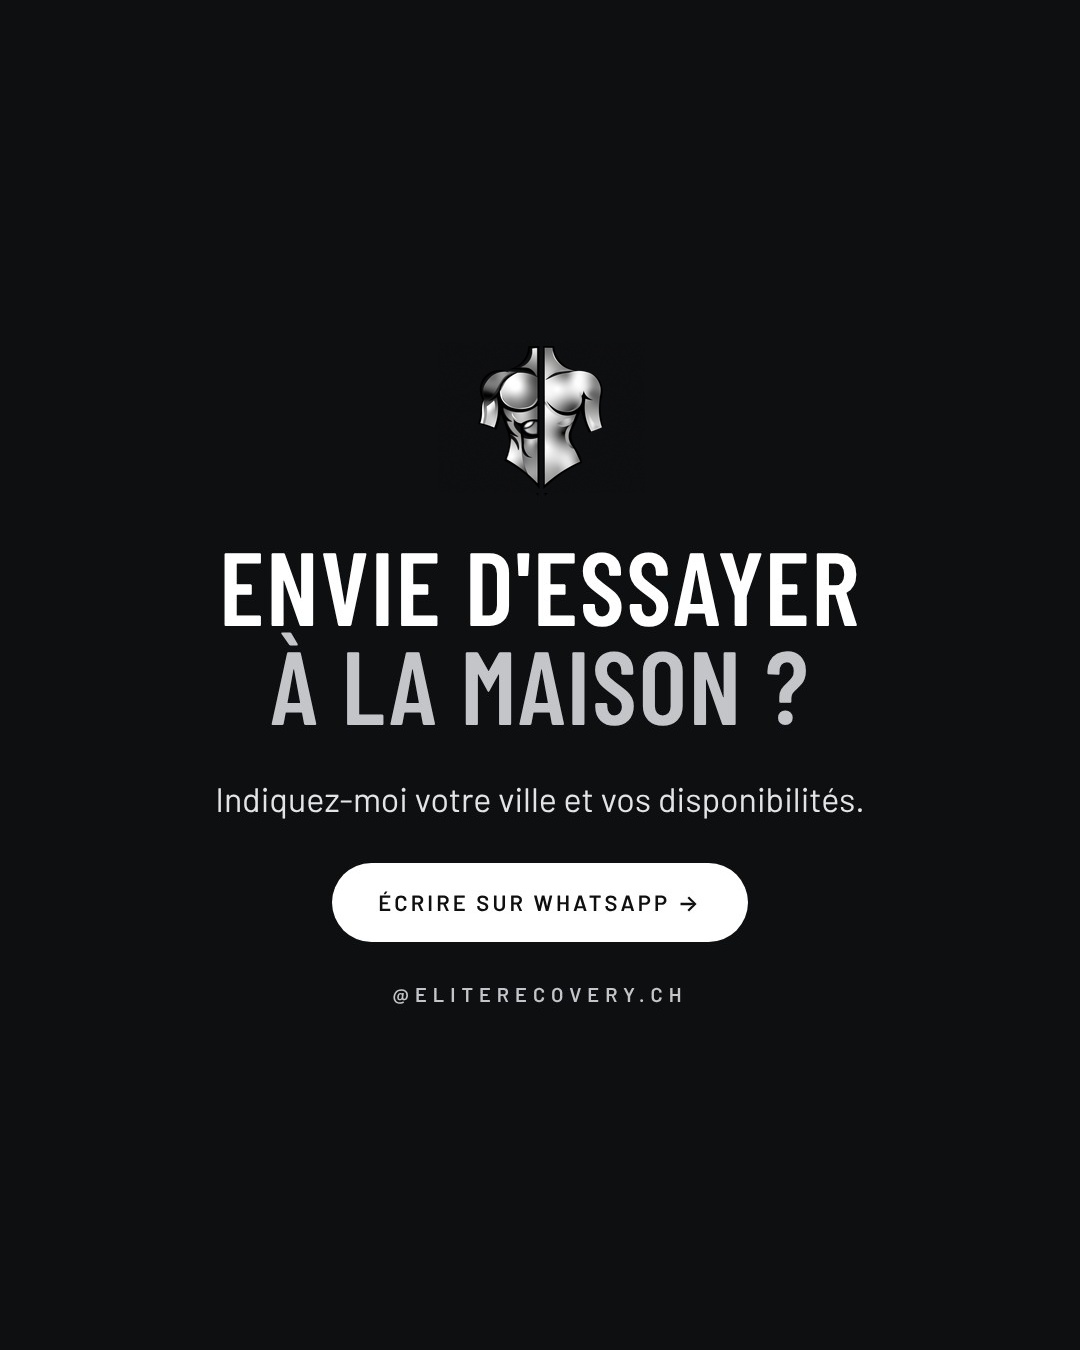 ENVIE D'ESSAYER
À LA MAISON ?
Indiquez-moi votre ville et vos disponibilités.
ÉCRIRE SUR WHATSAPP →
@ELITERECOVERY.CH